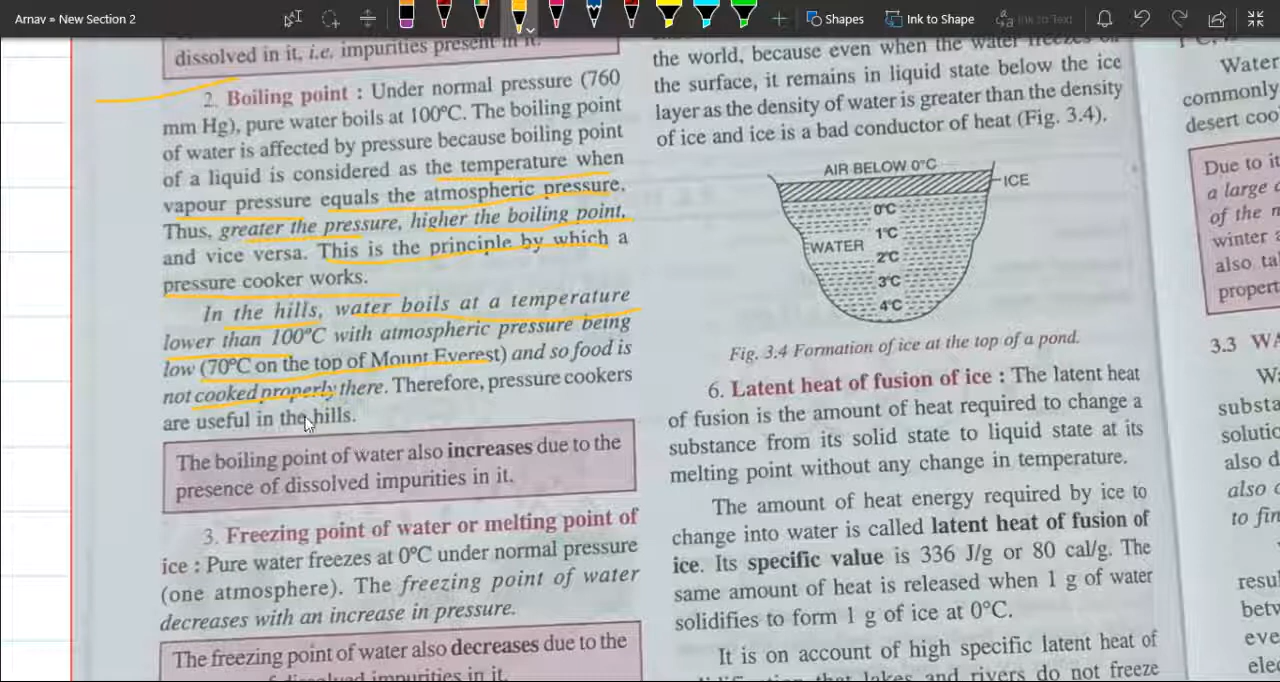 Arnav » New Section 2
Shapes
Ink to Shape
Ink to Text
dissolved in it, i.e. impurities present in it.
2. Boiling point : Under normal pressure (760
mm Hg), pure water boils at 100°C. The boiling point
of water is affected by pressure because boiling point
of a liquid is considered as the temperature when
vapour pressure equals the atmospheric pressure.
Thus, greater the pressure, higher the boiling point,
and vice versa. This is the principle by which a
pressure cooker works.
In the hills, water boils at a temperature
lower than 100°C with atmospheric pressure being
low (70°C on the top of Mount Everest) and so food is
not cooked properly there. Therefore, pressure cookers
are useful in the hills.
The boiling point of water also increases due to the
presence of dissolved impurities in it.
3. Freezing point of water or melting point of
ice : Pure water freezes at 0°C under normal pressure
(one atmosphere). The freezing point of water
decreases with an increase in pressure.
The freezing point of water also decreases due to the
dissolved impurities in it.
the world, because even when the water freezes on
the surface, it remains in liquid state below the ice
layer as the density of water is greater than the density
of ice and ice is a bad conductor of heat (Fig. 3.4).
AIR BELOW 0°C
ICE
0°C
1°C
WATER
2°C
3°C
4°C
Fig. 3.4 Formation of ice at the top of a pond.
6. Latent heat of fusion of ice : The latent heat
of fusion is the amount of heat required to change a
substance from its solid state to liquid state at its
melting point without any change in temperature.
The amount of heat energy required by ice to
change into water is called latent heat of fusion of
ice. Its specific value is 336 J/g or 80 cal/g. The
same amount of heat is released when 1 g of water
solidifies to form 1 g of ice at 0°C.
It is on account of high specific latent heat of
that lakes and rivers do not freeze
Water
commonly
desert coo
Due to it
a large
of the
winter
also ta
propert
3.3 WA
Wa
substa
solutio
also d
also
to fin
resul
betw
eve
elec